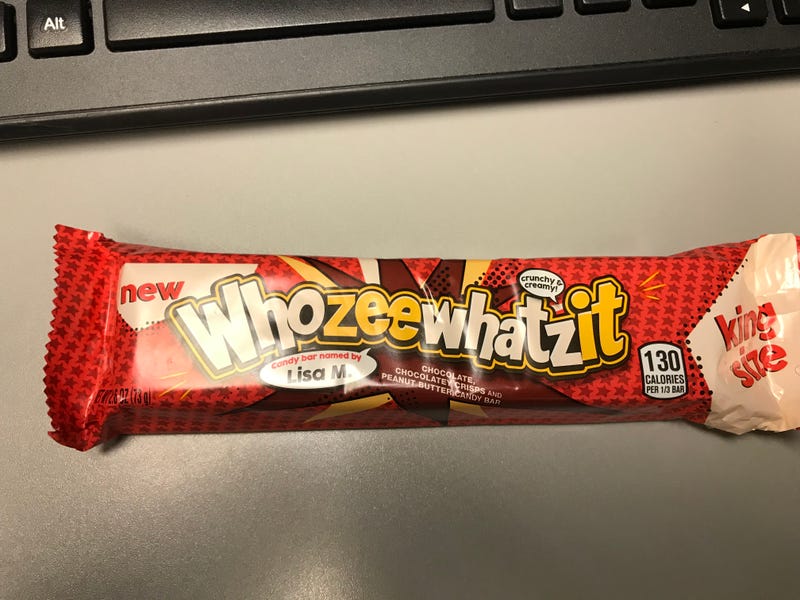 Alt
new
Whozeewhatzit
crunchy &
creamy!
candy bar named by
Lisa M.
CHOCOLATE,
CHOCOLATEY CRISPS AND
PEANUT BUTTER CANDY BAR
130
CALORIES
PER 1/3 BAR
king
size